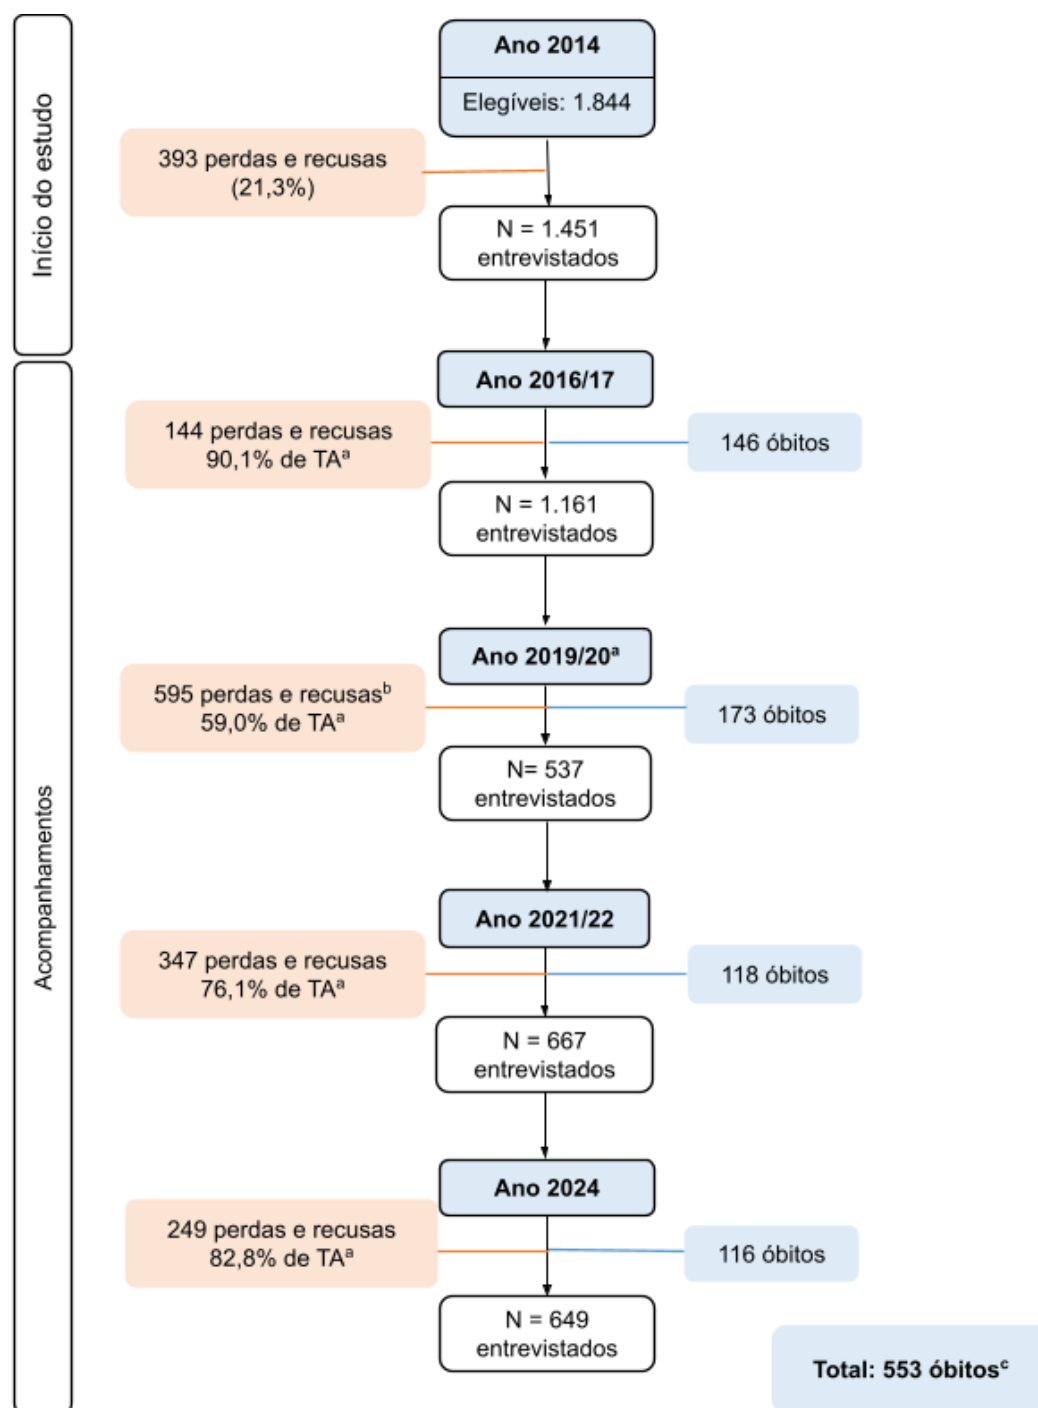 Início do estudo
Ano 2014
Elegíveis: 1.844
393 perdas e recusas
(21,3%)
N = 1.451
entrevistados
Acompanhamentos
Ano 2016/17
144 perdas e recusas
90,1% de TAᵃ
146 óbitos
N = 1.161
entrevistados
Ano 2019/20ᵃ
595 perdas e recusasᵇ
59,0% de TAᵃ
173 óbitos
N= 537
entrevistados
Ano 2021/22
347 perdas e recusas
76,1% de TAᵃ
118 óbitos
N = 667
entrevistados
Ano 2024
249 perdas e recusas
82,8% de TAᵃ
116 óbitos
N = 649
entrevistados
Total: 553 óbitosᶜ